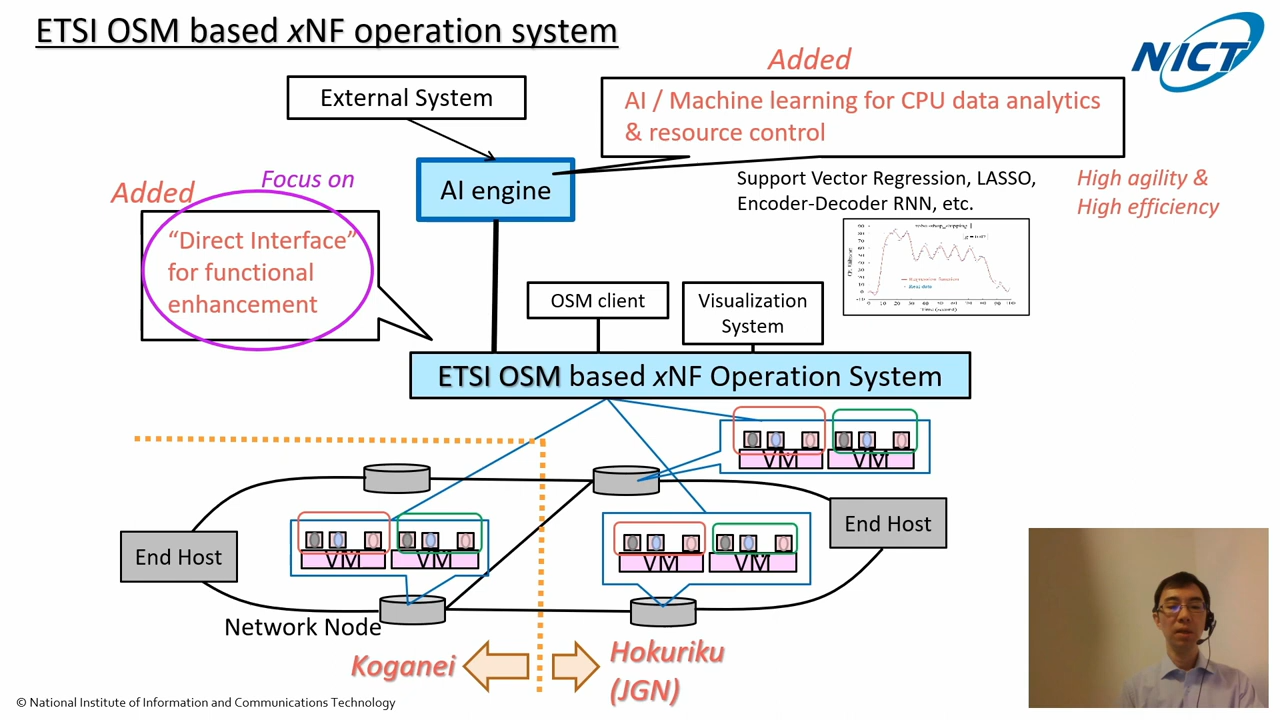 ETSI OSM based xNF operation system
NICT
Added
External System
AI / Machine learning for CPU data analytics
& resource control
AI engine
Support Vector Regression, LASSO,
Encoder-Decoder RNN, etc.
High agility &
High efficiency
Added
Focus on
“Direct Interface”
for functional
enhancement
OSM client
Visualization
System
ETSI OSM based xNF Operation System
VM
VM
End Host
End Host
VM
VM
VM
VM
Network Node
Koganei
Hokuriku
(JGN)
© National Institute of Information and Communications Technology